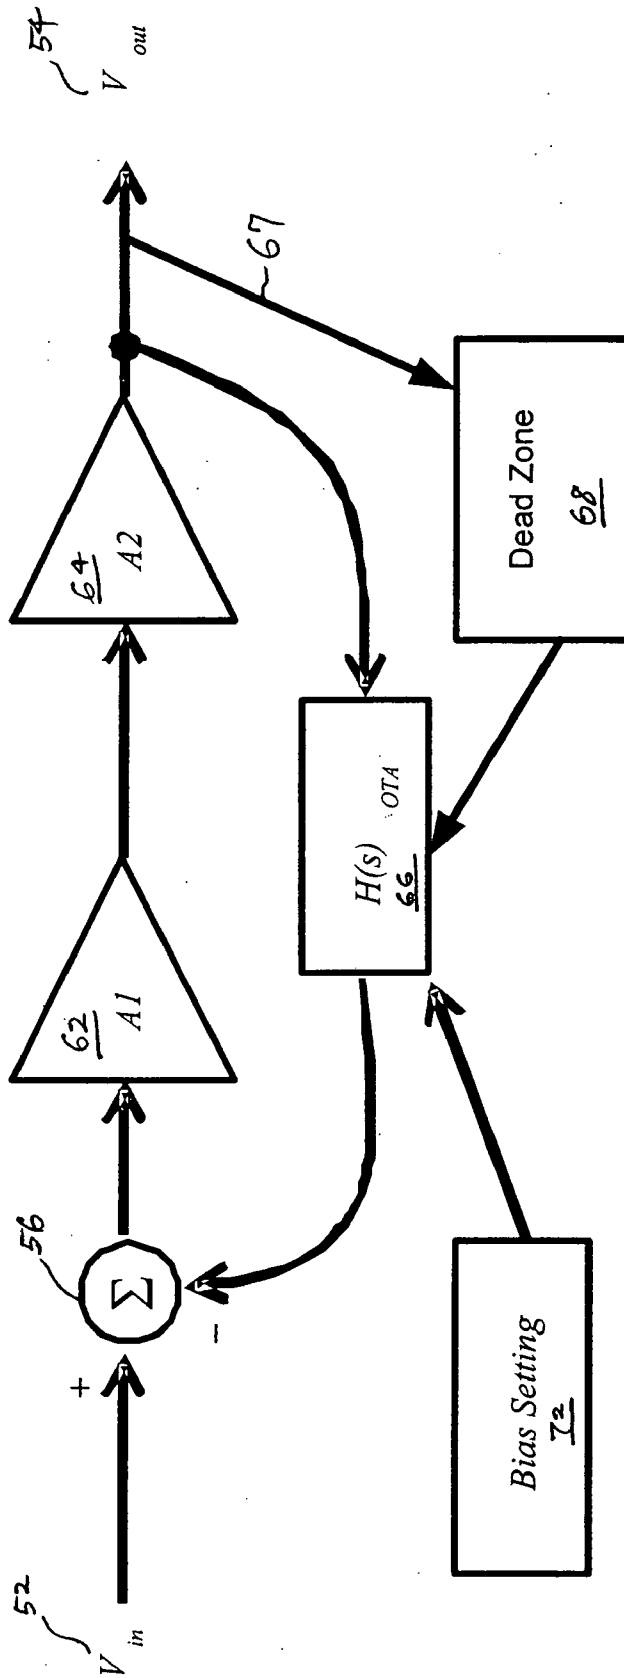 52
V in
+
56
Σ
-
62
A1
64
A2
54
V out
67
H(s) OTA
66
Dead Zone
68
Bias Setting
72